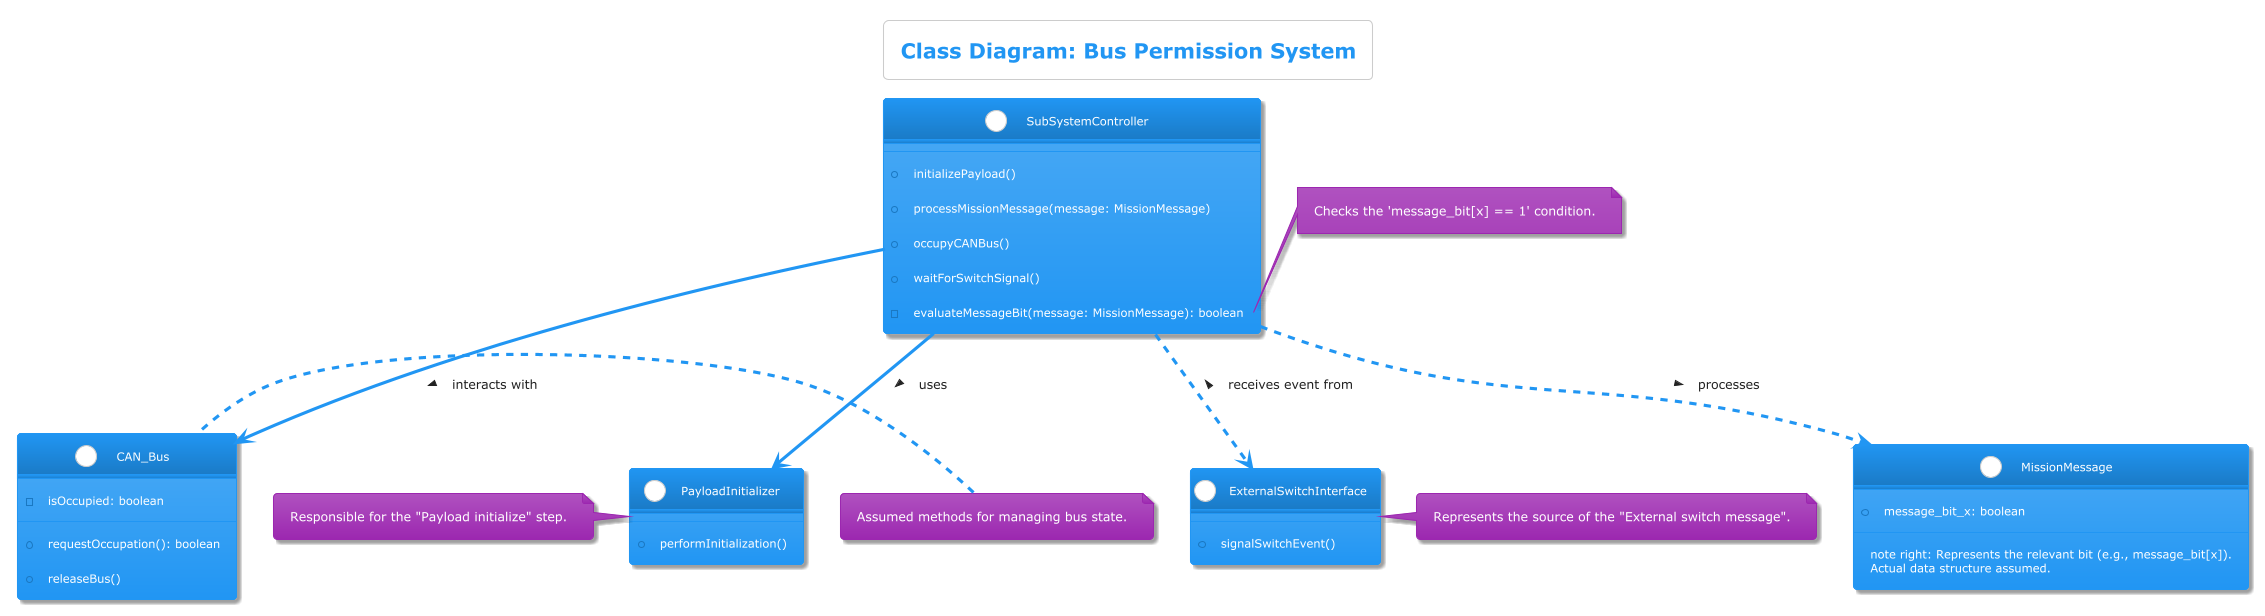 Class Diagram: Bus Permission System
SubSystemController
initializePayload()
processMissionMessage(message: MissionMessage)
occupyCANBus()
waitForSwitchSignal()
evaluateMessageBit(message: MissionMessage): boolean
Checks the 'message_bit[x] == 1' condition.
interacts with
uses
receives event from
processes
CAN_Bus
isOccupied: boolean
requestOccupation(): boolean
releaseBus()
Responsible for the "Payload initialize" step.
PayloadInitializer
performInitialization()
Assumed methods for managing bus state.
ExternalSwitchInterface
signalSwitchEvent()
Represents the source of the "External switch message".
MissionMessage
message_bit_x: boolean
note right: Represents the relevant bit (e.g., message_bit[x]).
Actual data structure assumed.